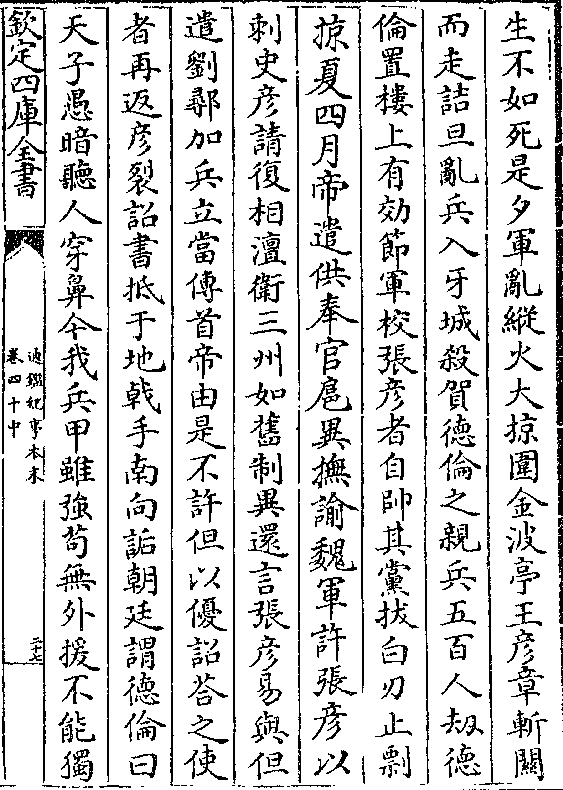 生不如死是夕軍亂縱火大掠圍金波亭王彦章斬關
而走詰旦亂兵入牙城殺賀德倫之親兵五百人刼德
倫置樓上有効節軍校張彦者自帥其黨拔白刃止剽
掠夏四月帝遣供奉官扈異撫諭魏軍許張彦以
刺史彦請復相澶衛三州如舊制異還言張彦易與但
遣劉鄩加兵立當傳首帝由是不許但以優詔荅之使
者再返彦裂詔書抵于地戟手南向詬朝廷謂德倫曰
天子愚暗聽人穿鼻今我兵甲雖強苟無外援不能獨
欽定四庫全書
通鑑紀事本末
卷四十中
二十七